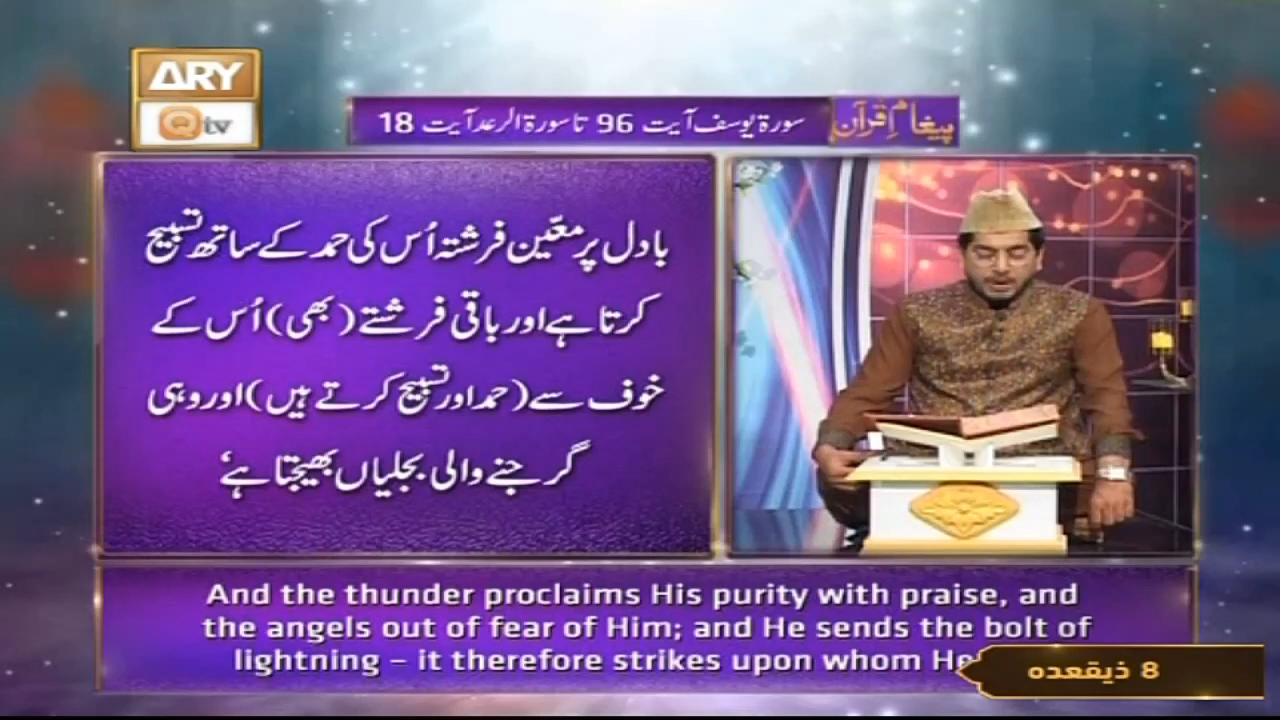 ARY
Qtv
پیغامِ قرآن
سورۃ یوسف آیت 96 تا سورۃ الرعد آیت 18
بادل پر معیّن فرشتہ اُس کی حمد کے ساتھ تسبیح
کرتا ہے اور باقی فرشتے (بھی) اُس کے
خوف سے (حمد اور تسبیح کرتے ہیں) اور وہی
گرجنے والی بجلیاں بھیجتا ہے‘
And the thunder proclaims His purity with praise, and
the angels out of fear of Him; and He sends the bolt of
lightning – it therefore strikes upon whom He
8 ذیقعدہ